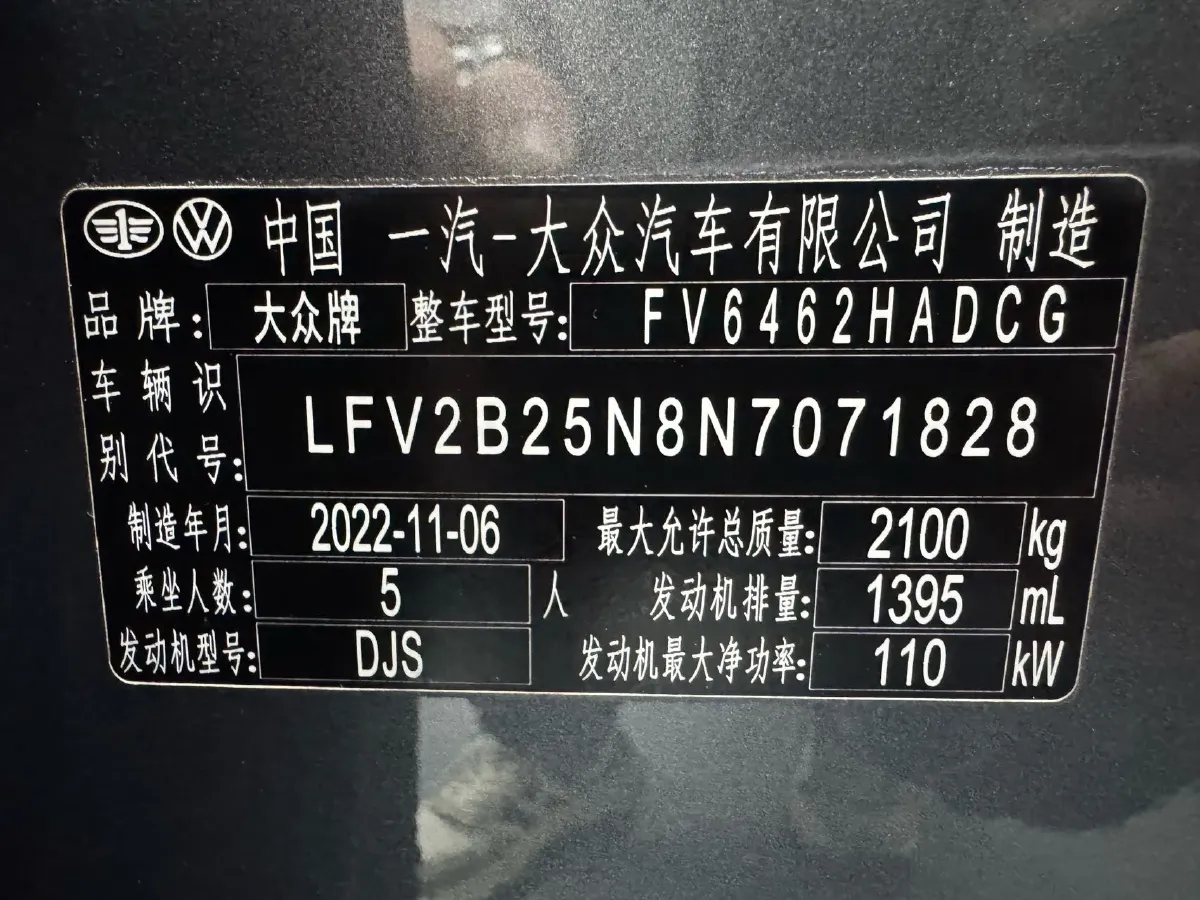 中国 一汽-大众汽车有限公司 制造
品牌: 大众牌 整车型号: FV6462HADCG
车辆识别代号: LFV2B25N8N7071828
制造年月: 2022-11-06 最大允许总质量: 2100 kg
乘坐人数: 5 人 发动机排量: 1395 mL
发动机型号: DJS 发动机最大净功率: 110 kW